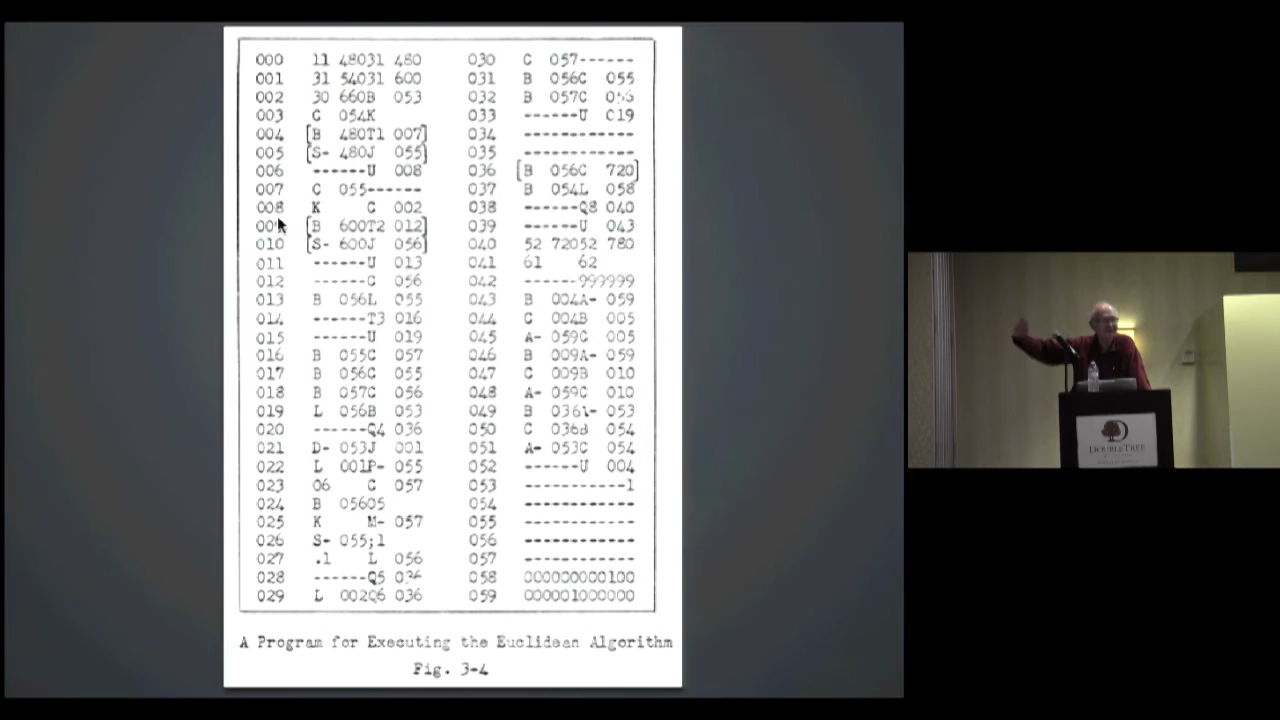 000 11 48031 480
001 31 54031 600
002 30 660B 053
003 C 054K
004 [B 480T1 007]
005 [S- 480J 055]
006 ------U 008
007 C 055------
008 K C 002
[B 600T2 012]
010 [S- 600J 056]
011 ------U 013
012 ------C 056
013 B 056L 055
014 ------T3 016
015 ------U 019
016 B 055C 057
017 B 056C 055
018 B 057C 056
019 L 056B 053
020 ------Q4 036
021 D- 053J 001
022 L 001P- 055
023 06 C 057
024 B 05605
025 K M- 057
026 S- 055;1
027 .1 L 056
028 ------Q5 036
029 L 002Q6 036
030 C 057------
031 B 056C 055
032 B 057C 056
033 ------U 019
034 ------------
035 ------------
036 [B 056C 720]
037 B 054L 058
038 ------Q8 040
039 ------U 043
040 52 72052 780
041 61 62
042 ------999999
043 B 004A- 059
044 C 004B 005
045 A- 059C 005
046 B 009A- 059
047 C 009B 010
048 A- 059C 010
049 B 036A- 053
050 C 036B 054
051 A- 053C 054
052 ------U 004
053 -----------1
054 ------------
055 ------------
056 ------------
057 ------------
058 000000000100
059 000001000000
A Program for Executing the Euclidean Algorithm
Fig. 3-4
DOUBLETREE